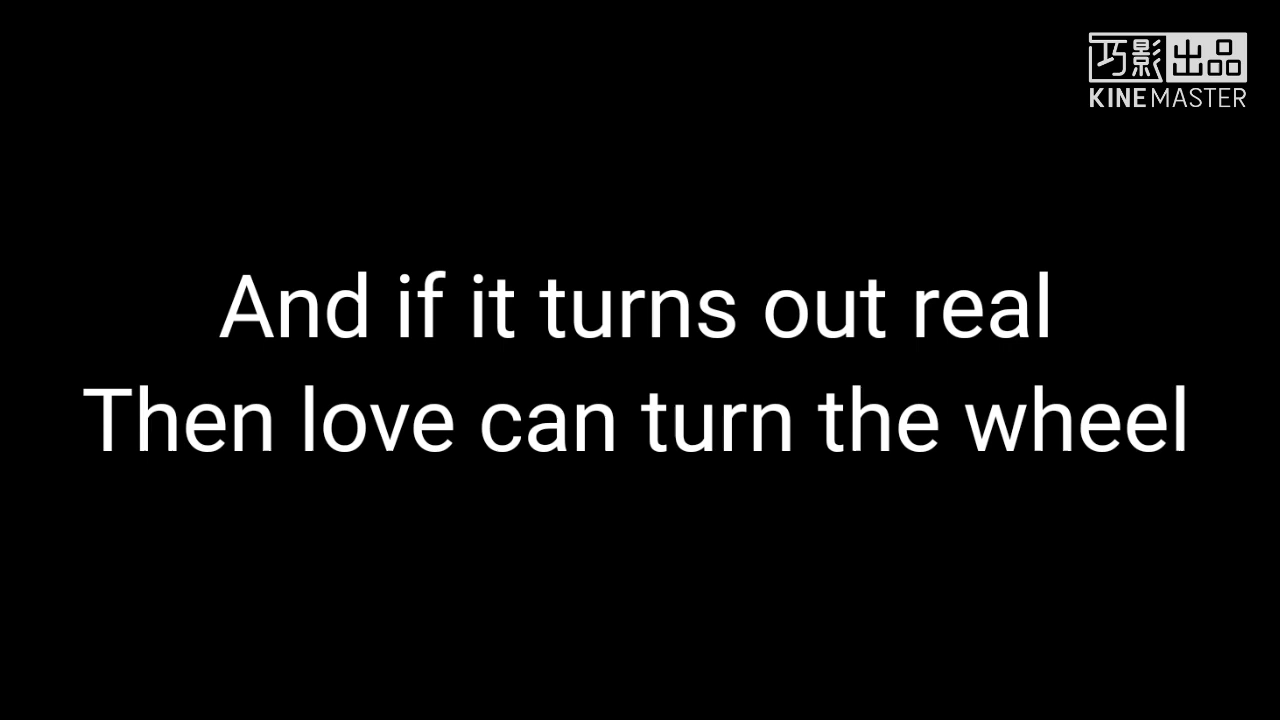 巧影出品
KINEMASTER
And if it turns out real
Then love can turn the wheel